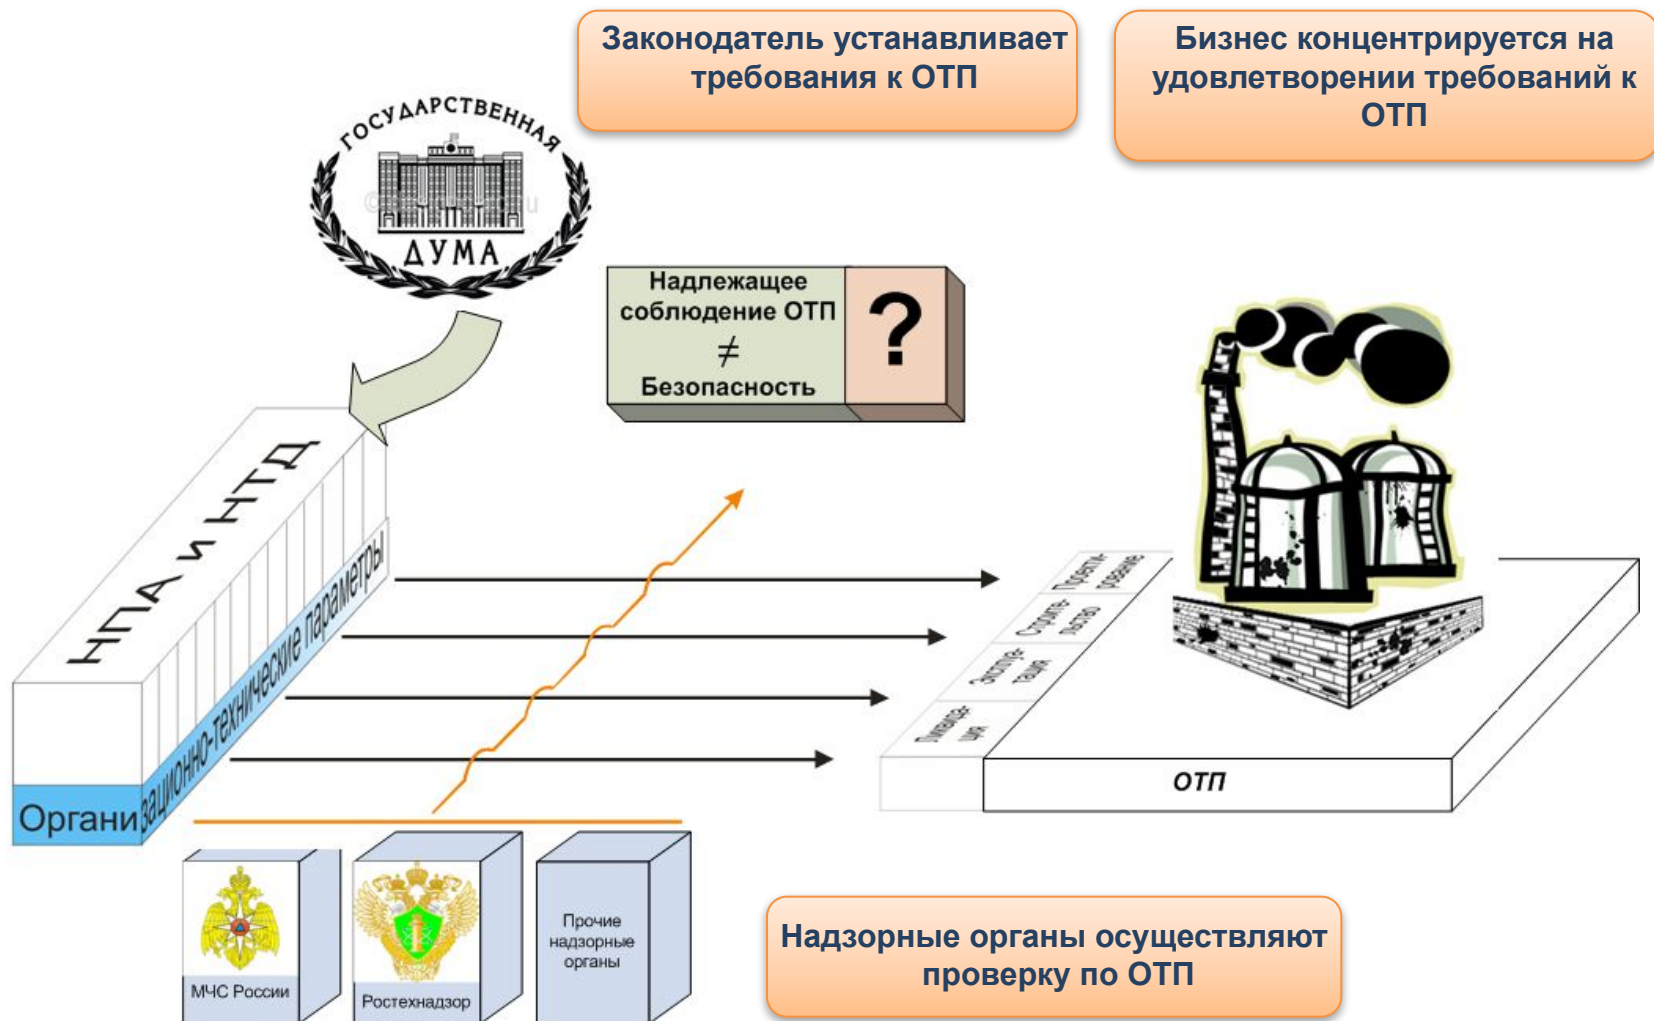 Законодатель устанавливает
требования к ОТП
Бизнес концентрируется на
удовлетворении требований к
ОТП
ГОСУДАРСТВЕННАЯ
ДУМА
Надлежащее
соблюдение ОТП
≠
Безопасность
?
НПА и НТД
Организационно-технические параметры
Проекти-
рование
Строите-
льство
Эксплуа-
тация
Ликвида-
ция
ОТП
МЧС России
Ростехнадзор
Прочие
надзорные
органы
Надзорные органы осуществляют
проверку по ОТП